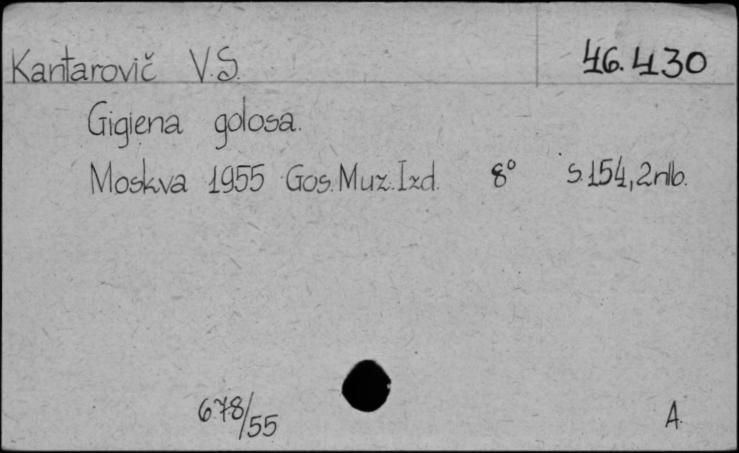 Kantarovič V.S. 46.430
Gigiena golosa.
Moskva 1955 Gos. Muz. Izd. 8° s. 154, 2nlb.
678/55 A.